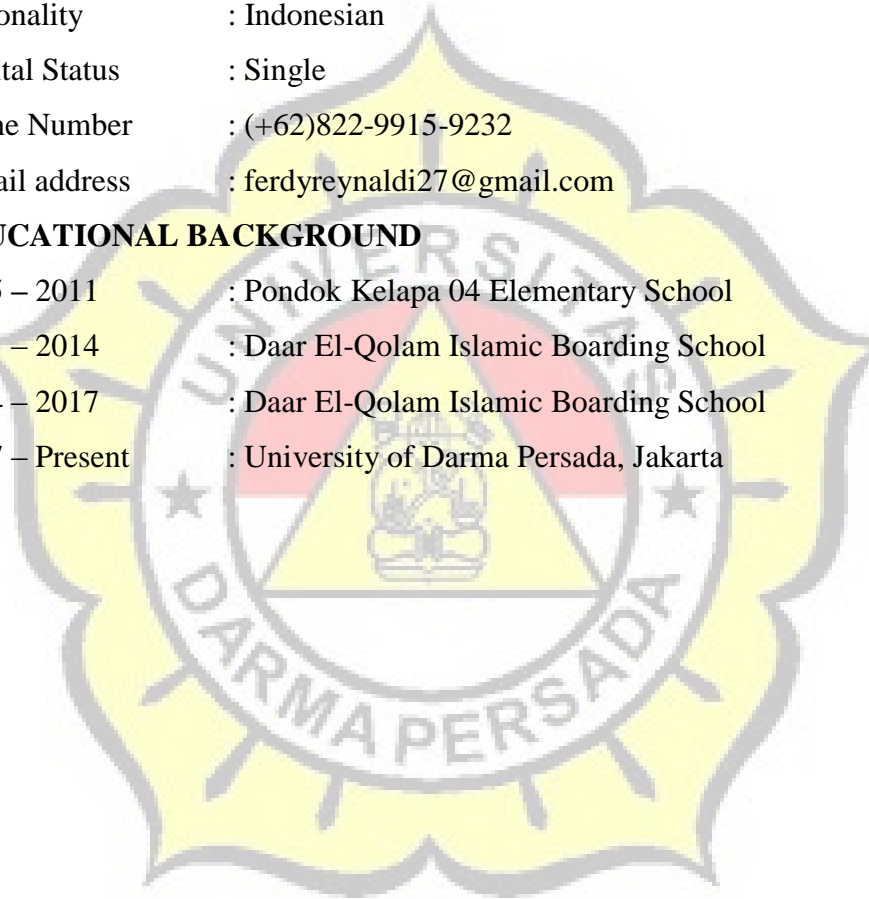 onality : Indonesian
ital Status : Single
ne Number : (+62)822-9915-9232
ail address : ferdyreynaldi27@gmail.com
UCATIONAL BACKGROUND
5 – 2011 : Pondok Kelapa 04 Elementary School
– 2014 : Daar El-Qolam Islamic Boarding School
– 2017 : Daar El-Qolam Islamic Boarding School
7 – Present : University of Darma Persada, Jakarta
UNIVERSITAS
DARMA PERSADA